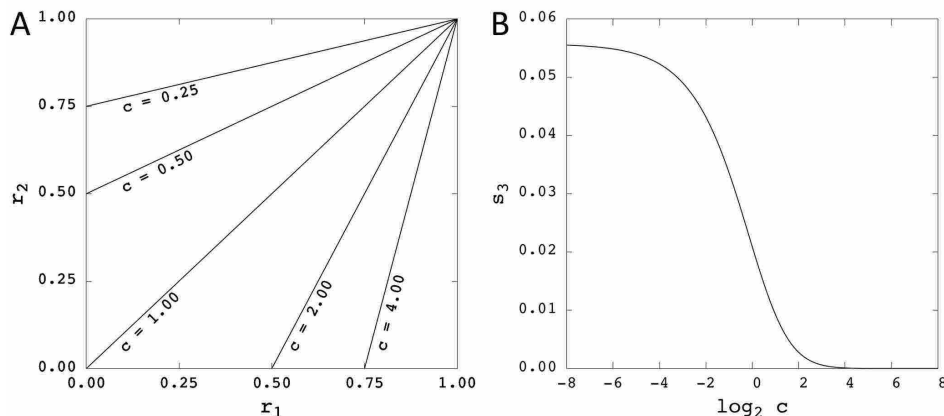 A
1.00
0.75
0.50
0.25
0.00
r2
c = 0.25
c = 0.50
c = 1.00
c = 2.00
c = 4.00
0.00 0.25 0.50 0.75 1.00
r1
B
0.06
0.05
0.04
0.03
0.02
0.01
0.00
s3
-8 -6 -4 -2 0 2 4 6 8
log2 c